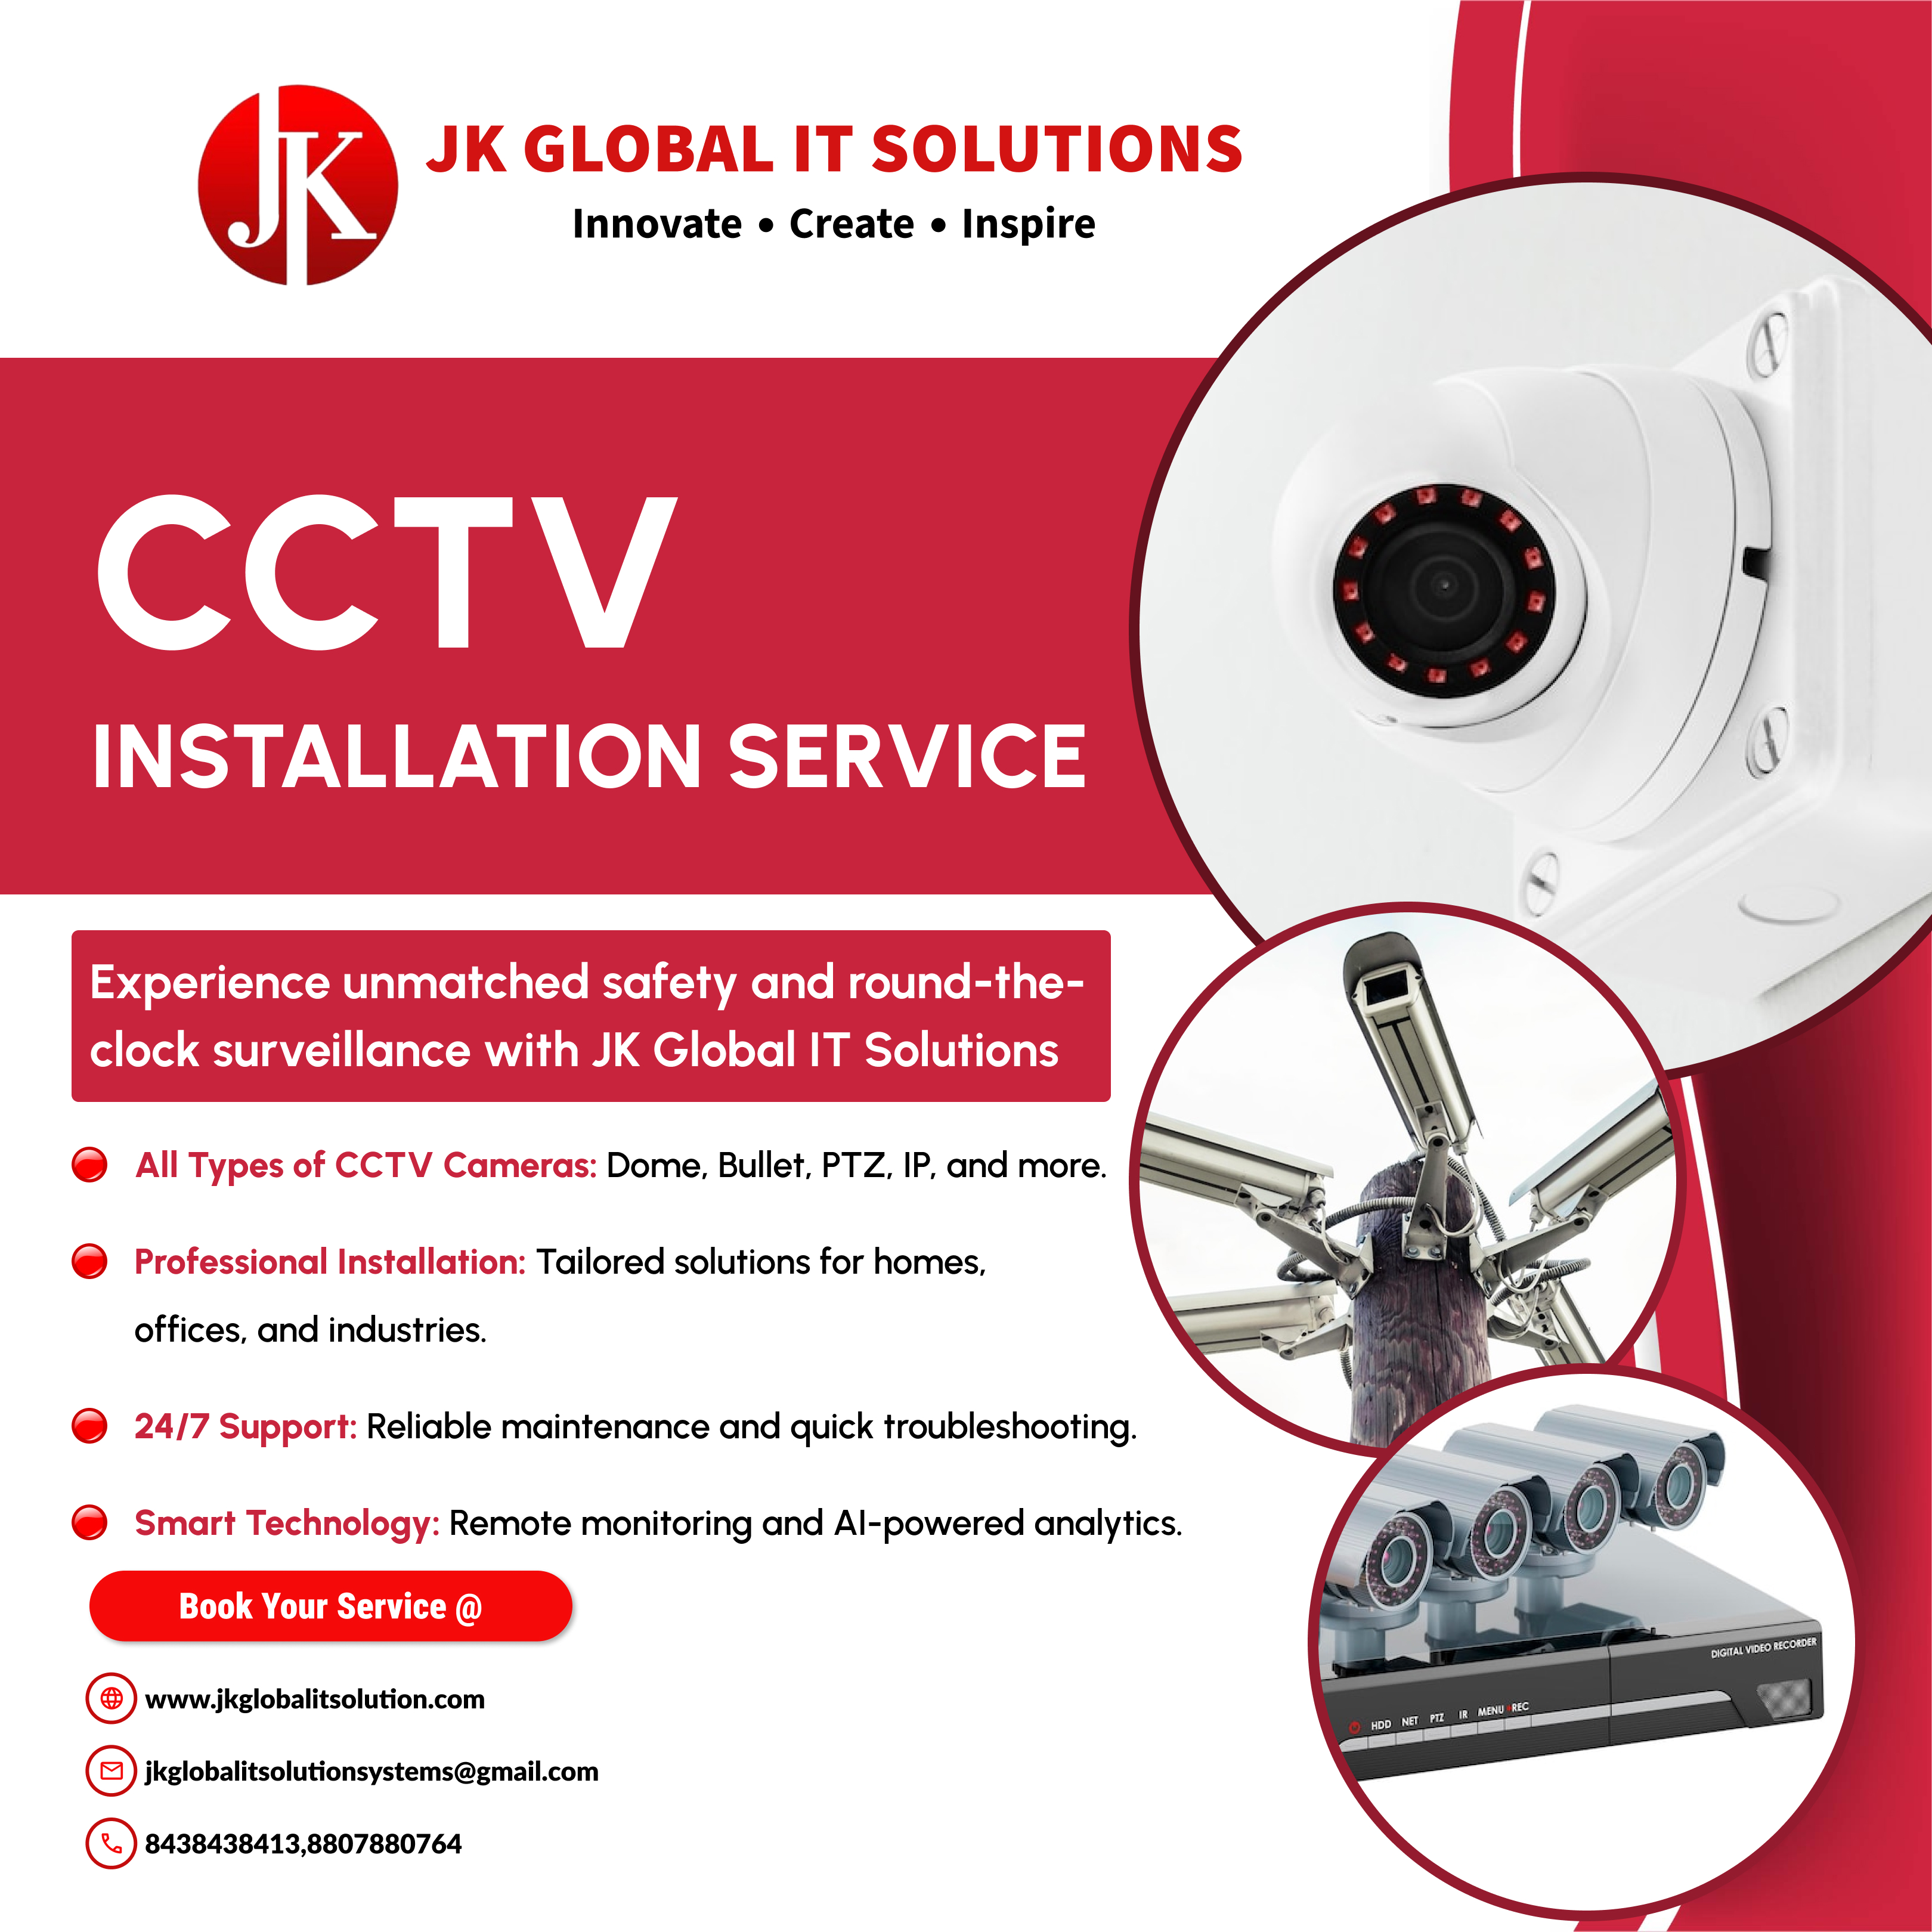 JK
JK GLOBAL IT SOLUTIONS
Innovate • Create • Inspire
CCTV
INSTALLATION SERVICE
Experience unmatched safety and round-the-
clock surveillance with JK Global IT Solutions
All Types of CCTV Cameras: Dome, Bullet, PTZ, IP, and more.
Professional Installation: Tailored solutions for homes,
offices, and industries.
24/7 Support: Reliable maintenance and quick troubleshooting.
Smart Technology: Remote monitoring and AI-powered analytics.
Book Your Service @
www.jkglobalitsolution.com
jkglobalitsolutionsystems@gmail.com
8438438413,8807880764
DIGITAL VIDEO RECORDER
HDD NET PTZ IR MENU REC